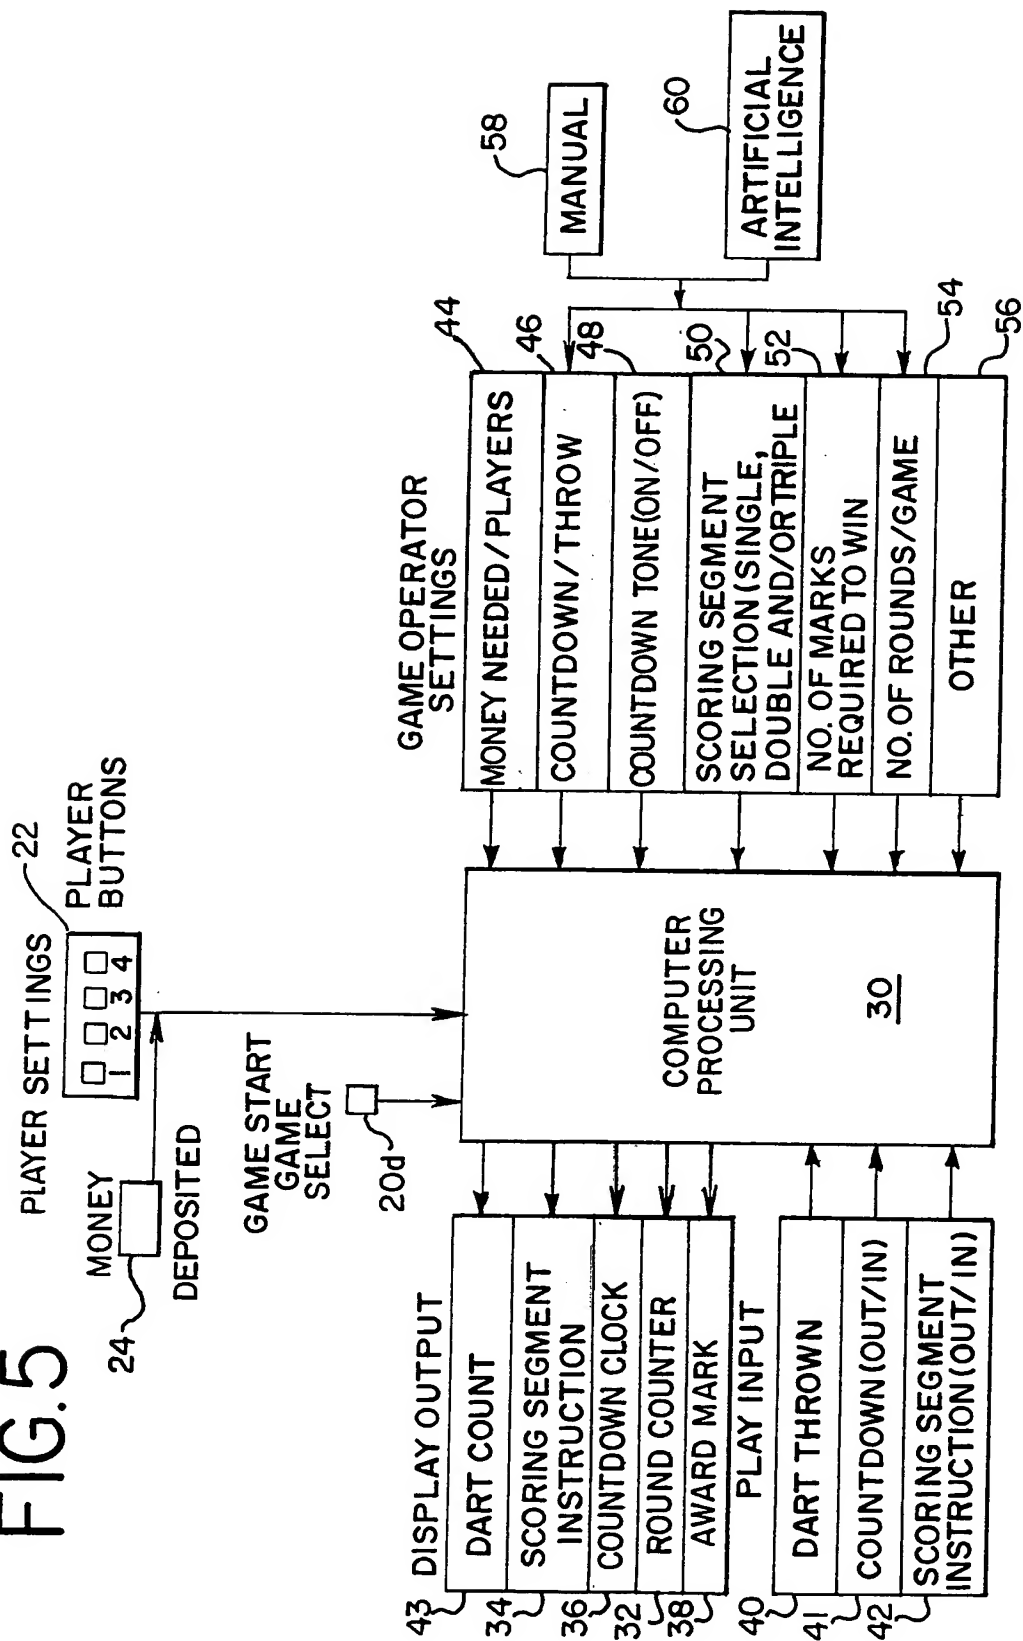 FIG. 5
PLAYER SETTINGS
22
PLAYER
BUTTONS
1 2 3 4
24
MONEY
DEPOSITED
GAME START
GAME
SELECT
20d
DISPLAY OUTPUT
43
DART COUNT
34
SCORING SEGMENT
INSTRUCTION
36
COUNTDOWN CLOCK
32
ROUND COUNTER
38
AWARD MARK
PLAY INPUT
40
DART THROWN
41
COUNTDOWN (OUT/IN)
42
SCORING SEGMENT
INSTRUCTION (OUT/IN)
COMPUTER
PROCESSING
UNIT
30
GAME OPERATOR
SETTINGS
MONEY NEEDED/PLAYERS
44
COUNTDOWN/THROW
46
COUNTDOWN TONE(ON/OFF)
48
SCORING SEGMENT
SELECTION(SINGLE,
DOUBLE AND/OR TRIPLE
50
NO. OF MARKS
REQUIRED TO WIN
52
NO. OF ROUNDS/GAME
54
OTHER
56
MANUAL
58
ARTIFICIAL
INTELLIGENCE
60